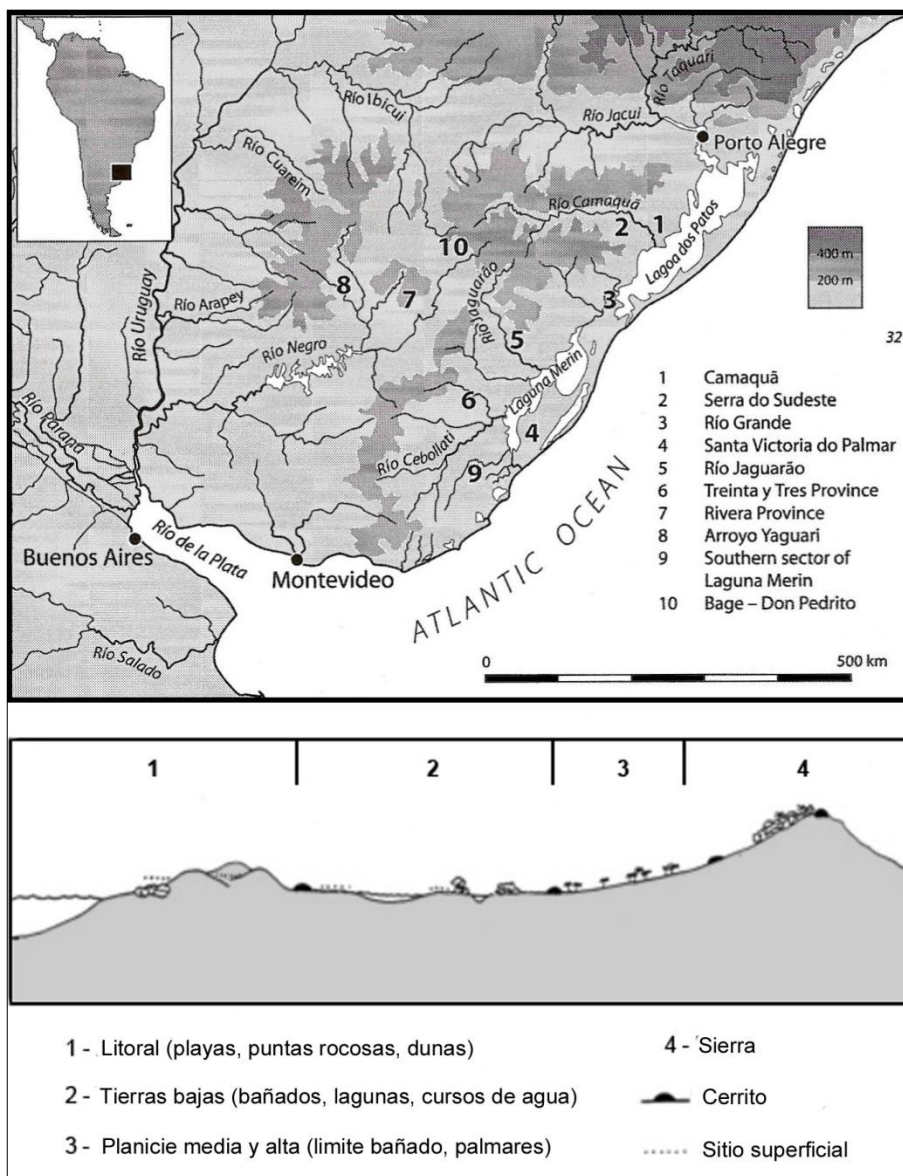 Río Taquari
Río Ibicui
Río Jacui
Porto Alegre
Río Cuareim
Río Camaquã
2
1
Lagoa dos Patos
10
400 m
200 m
8
7
Río Jaguarão
3
Río Arapey
Río Uruguay
5
32
Río Negro
Laguna Merin
Río Paraná
6
4
Río Cebollati
9
1 Camaquã
2 Serra do Sudeste
3 Río Grande
4 Santa Victoria do Palmar
5 Río Jaguarão
6 Treinta y Tres Province
7 Rivera Province
8 Arroyo Yaguari
9 Southern sector of
Laguna Merin
10 Bage – Don Pedrito
Buenos Aires
Río de la Plata
Montevideo
ATLANTIC OCEAN
Río Salado
0 500 km
1 2 3 4
1 - Litoral (playas, puntas rocosas, dunas)
4 - Sierra
2 - Tierras bajas (bañados, lagunas, cursos de agua)
Cerrito
3 - Planicie media y alta (limite bañado, palmares)
Sitio superficial